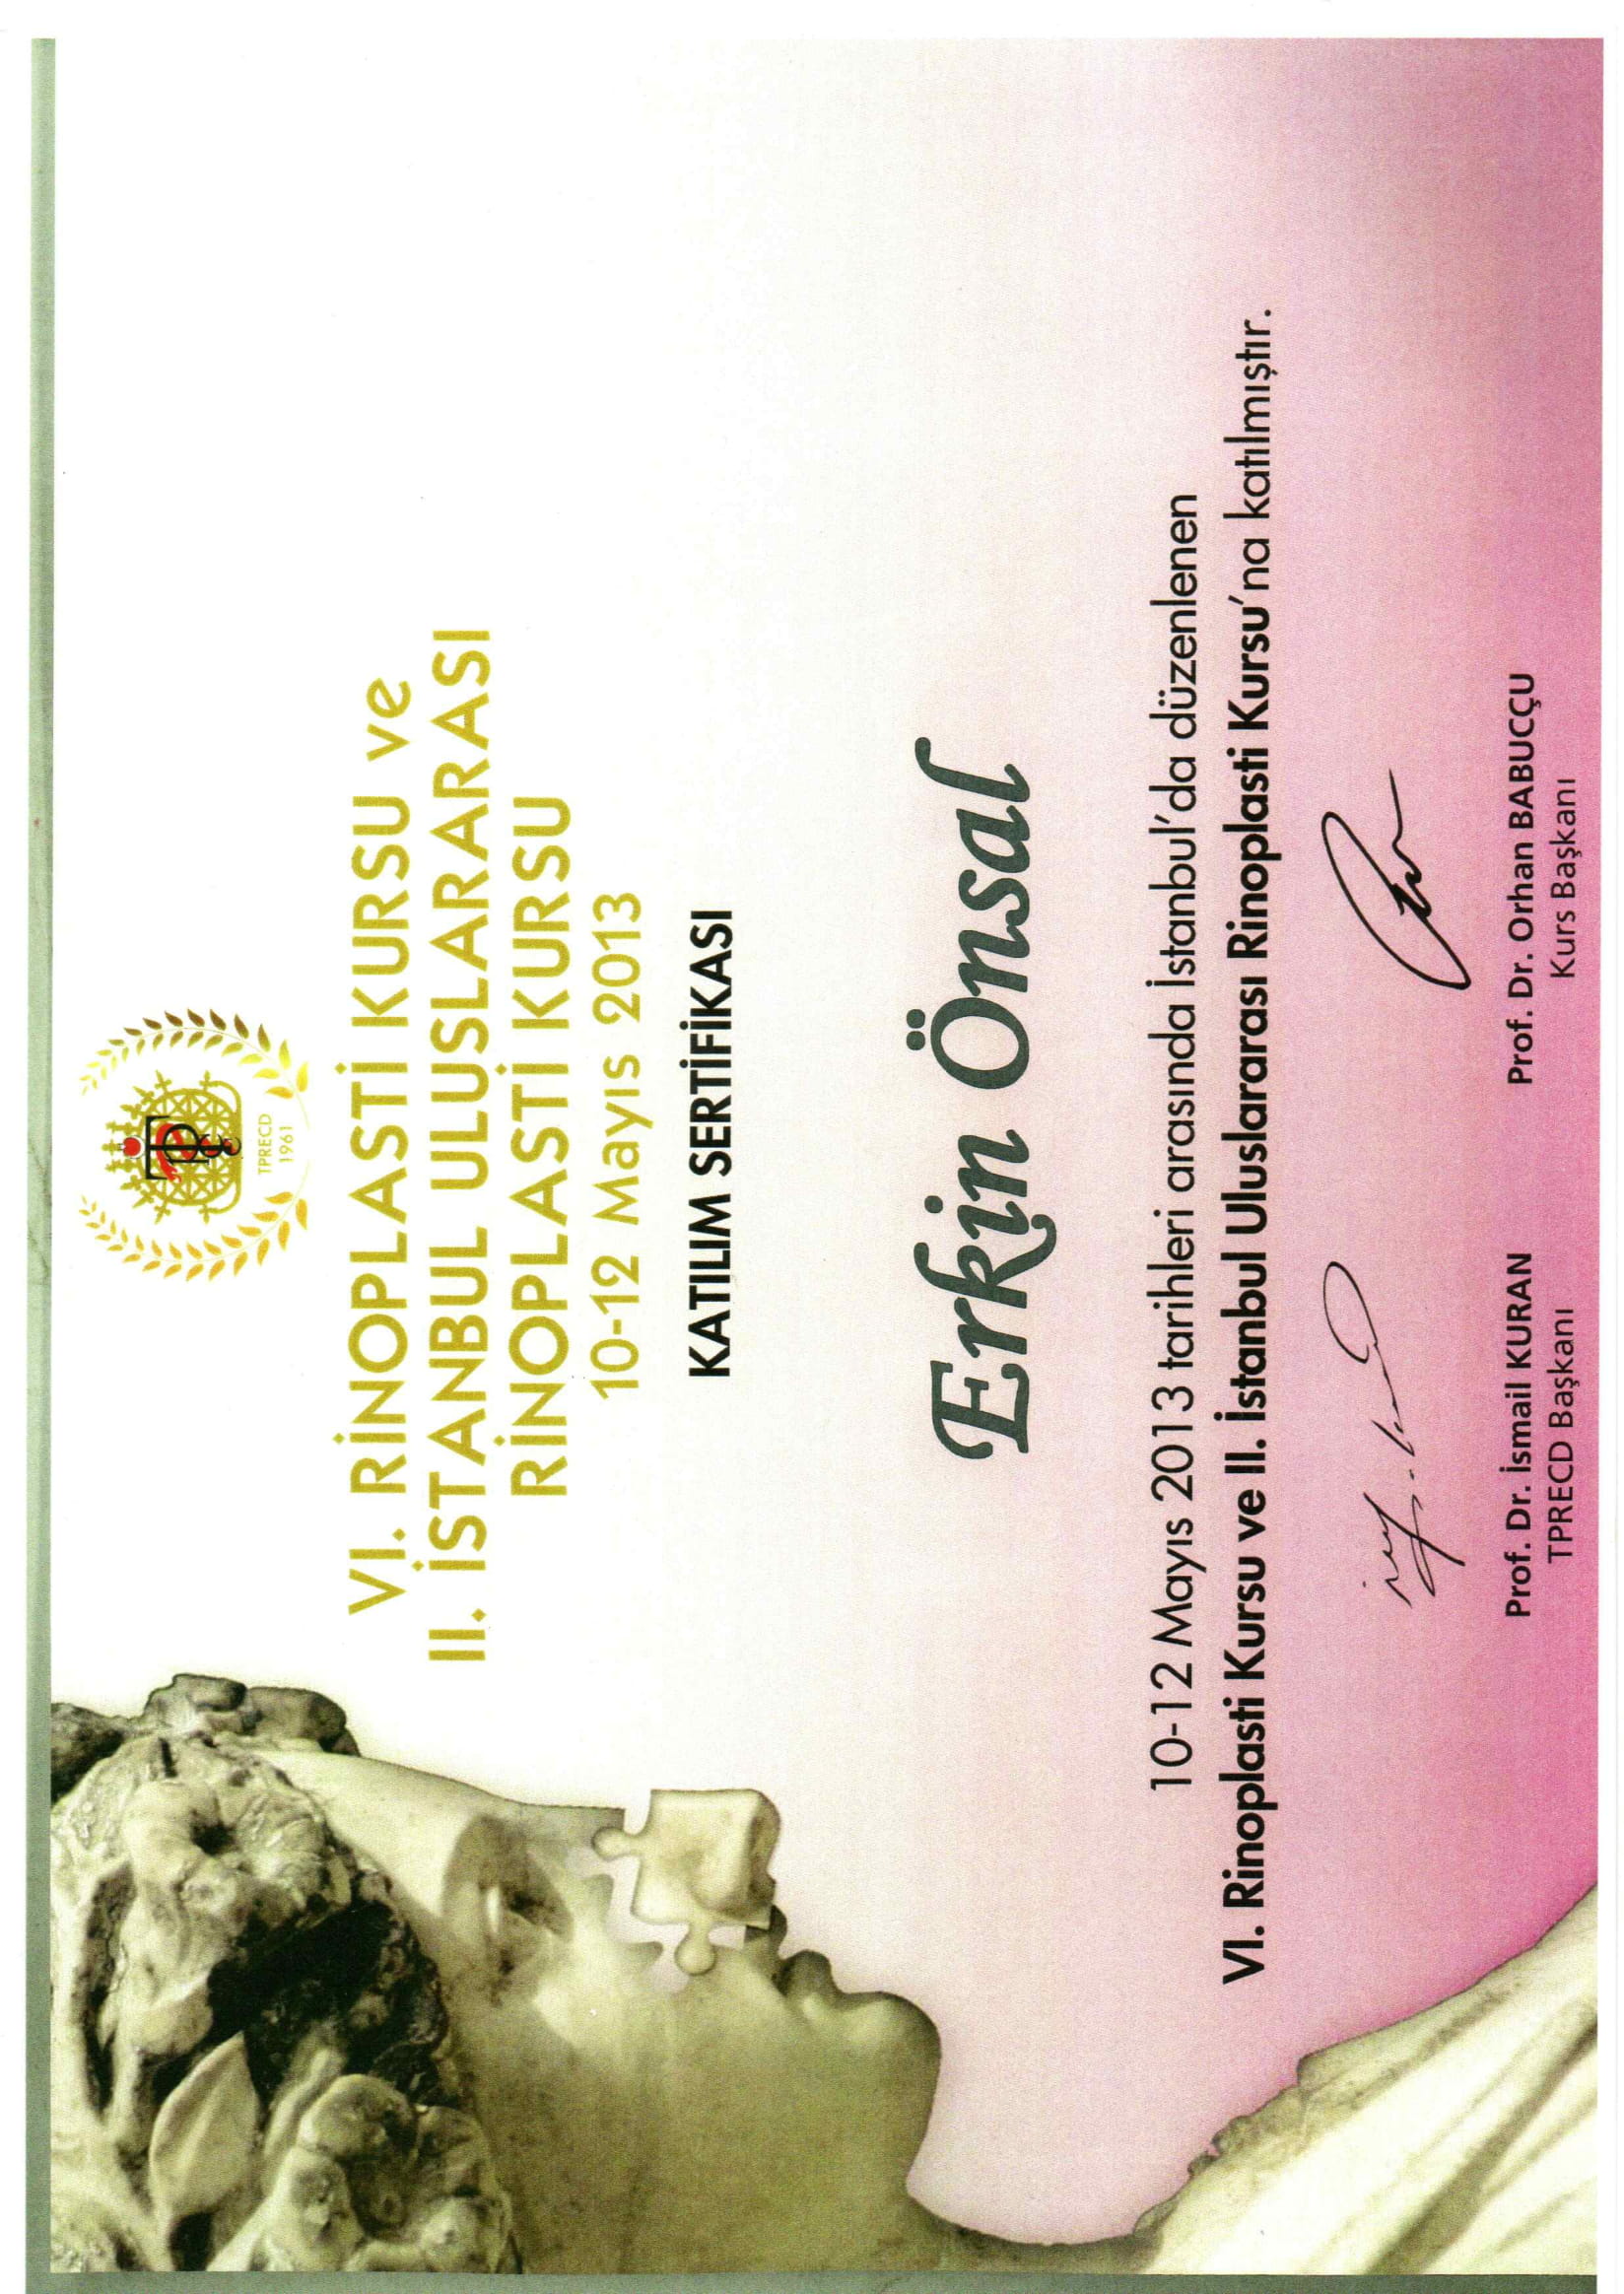 TPRECD
1961
VI. RİNOPLASTİ KURSU ve
II. İSTANBUL ULUSLARARASI
RİNOPLASTİ KURSU
10-12 Mayıs 2013
KATILIM SERTİFİKASI
Erkin Önsal
10-12 Mayıs 2013 tarihleri arasında İstanbul'da düzenlenen
VI. Rinoplasti Kursu ve II. İstanbul Uluslararası Rinoplasti Kursu'na katılmıştır.
Prof. Dr. İsmail KURAN
TPRECD Başkanı
Prof. Dr. Orhan BABUCÇU
Kurs Başkanı